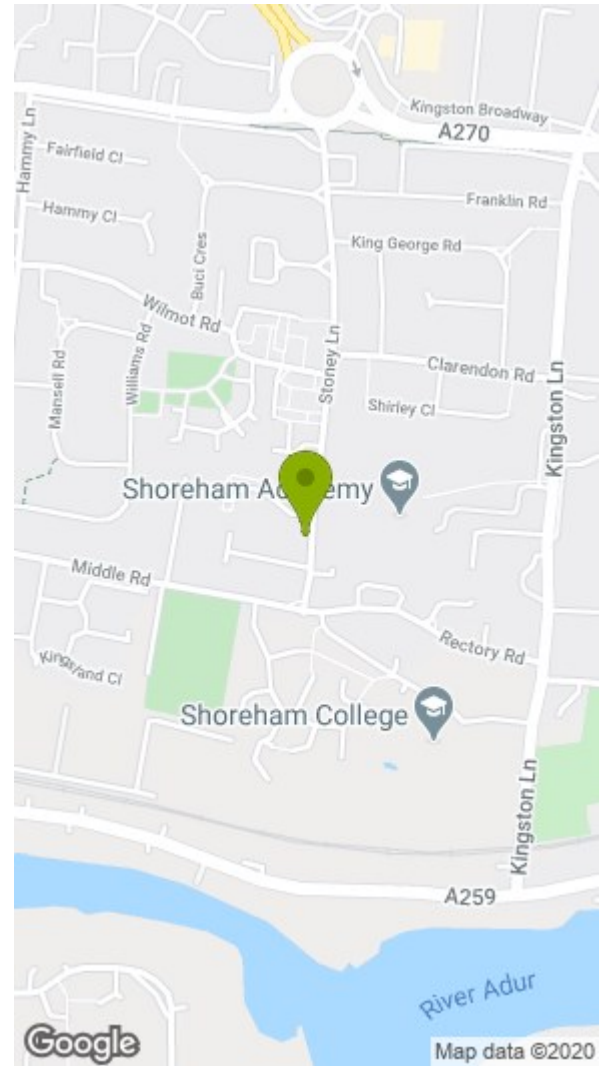 Kingston Broadway
A270
Hammy Ln
Fairfield Cl
Franklin Rd
Hammy Cl
King George Rd
Buci Cres
Wilmot Rd
Stoney Ln
Clarendon Rd
Mansell Rd
Williams Rd
Shirley Cl
Kingston Ln
Shoreham Academy
Middle Rd
Rectory Rd
Shoreham College
Kingston Ln
A259
River Adur
Google
Map data ©2020